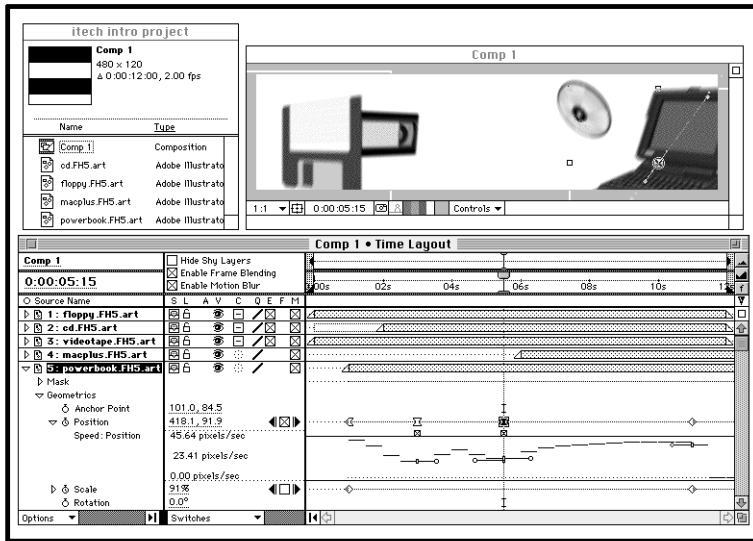 itech intro project
Comp 1
480 × 120
Δ 0:00:12:00, 2.00 fps
Name Type
Comp 1 Composition
cd.FH5.art Adobe Illustrato
floppy.FH5.art Adobe Illustrato
macplus.FH5.art Adobe Illustrato
powerbook.FH5.art Adobe Illustrato
Comp 1
1:1 0:00:05:15 Controls
Comp 1 • Time Layout
Comp 1
Hide Shy Layers
Enable Frame Blending
0:00:05:15
Enable Motion Blur
:00s 02s 04s 06s 08s 10s 12s
Source Name S L A V C Q E F M
1 : floppy.FH5.art
2 : cd.FH5.art
3 : videotape.FH5.art
4 : macplus.FH5.art
5 : powerbook.FH5.art
Mask
Geometrics
Anchor Point 101.0, 84.5
Position 418.1, 91.9
Speed: Position 45.64 pixels/sec
23.41 pixels/sec
0.00 pixels/sec
Scale 91%
Rotation 0.0°
Options Switches